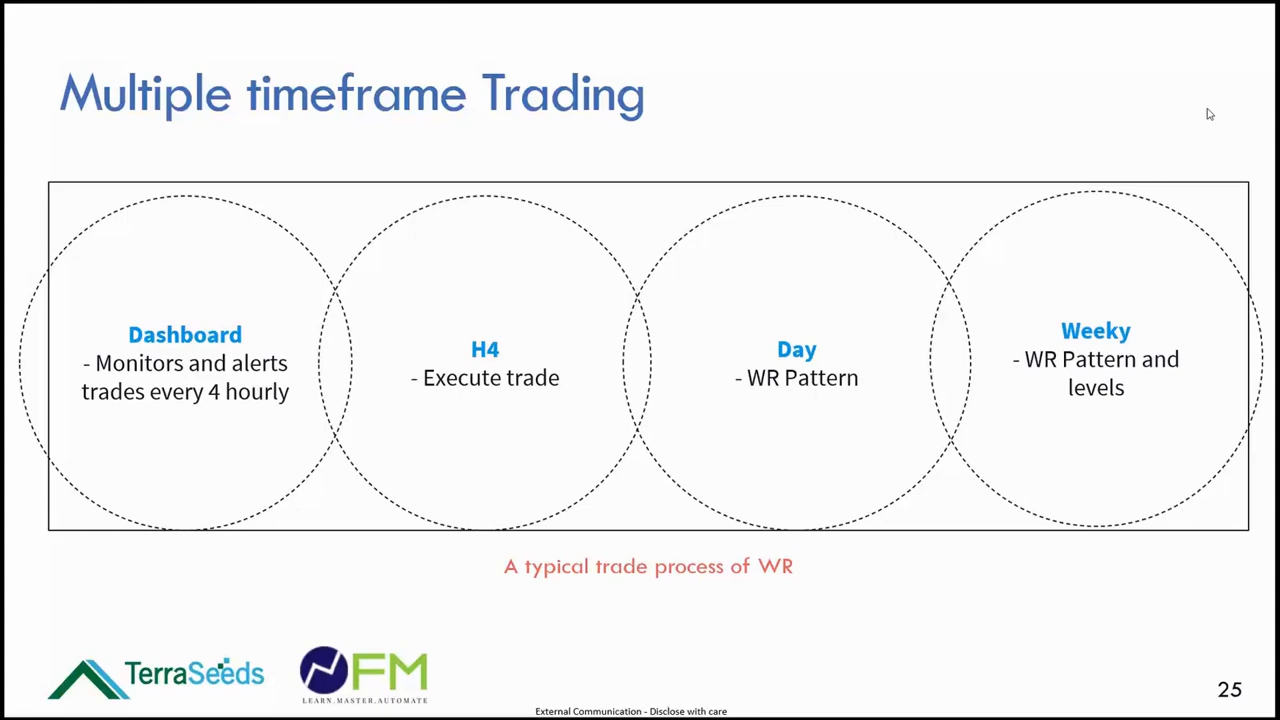 Multiple timeframe Trading
Dashboard
- Monitors and alerts
trades every 4 hourly
H4
- Execute trade
Day
- WR Pattern
Weeky
- WR Pattern and
levels
A typical trade process of WR
TerraSeeds
FM
LEARN.MASTER.AUTOMATE
External Communication - Disclose with care
25